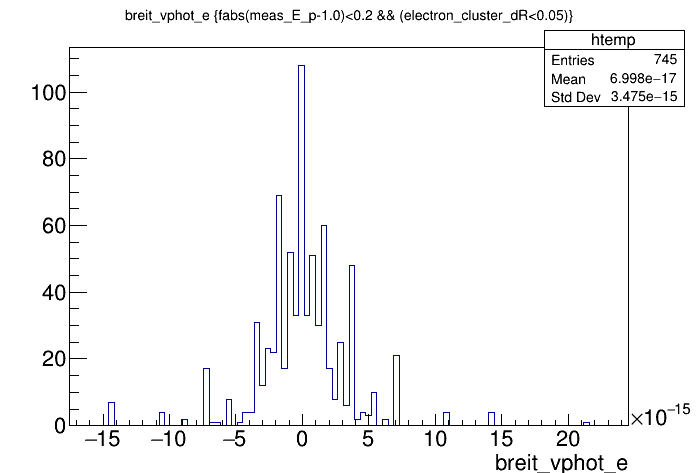 breit_vphot_e {fabs(meas_E_p-1.0)<0.2 && (electron_cluster_dR<0.05)}
htemp
Entries 745
Mean 6.998e−17
Std Dev 3.475e−15
100
80
60
40
20
0
−15 −10 −5 0 5 10 15 20
×10−15
breit_vphot_e